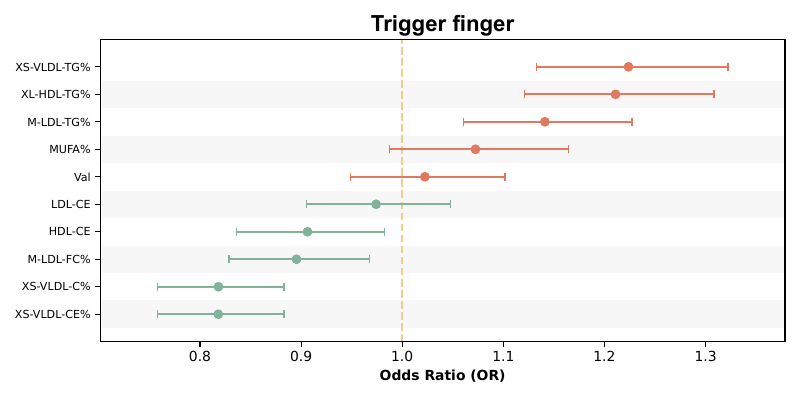 Trigger finger
XS-VLDL-TG%
XL-HDL-TG%
M-LDL-TG%
MUFA%
Val
LDL-CE
HDL-CE
M-LDL-FC%
XS-VLDL-C%
XS-VLDL-CE%
0.8 0.9 1.0 1.1 1.2 1.3
Odds Ratio (OR)